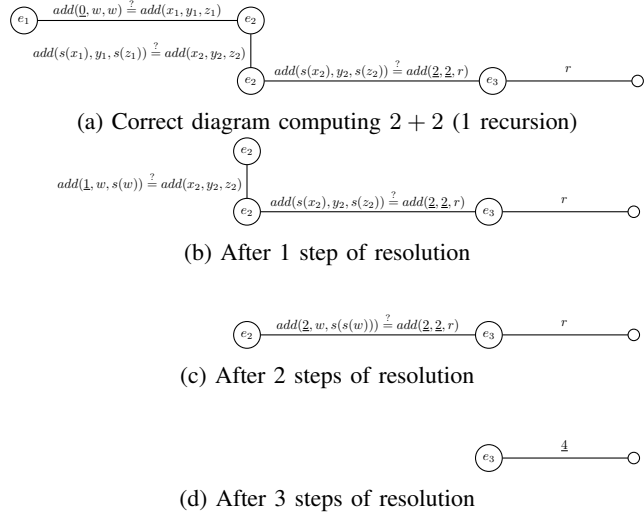 e₁ add(0̲, w, w) ≟ add(x₁, y₁, z₁) e₂
add(s(x₁), y₁, s(z₁)) ≟ add(x₂, y₂, z₂)
e₂ add(s(x₂), y₂, s(z₂)) ≟ add(2̲, 2̲, r) e₃ r
(a) Correct diagram computing 2 + 2 (1 recursion)
e₂
add(1̲, w, s(w)) ≟ add(x₂, y₂, z₂)
e₂ add(s(x₂), y₂, s(z₂)) ≟ add(2̲, 2̲, r) e₃ r
(b) After 1 step of resolution
e₂ add(2̲, w, s(s(w))) ≟ add(2̲, 2̲, r) e₃ r
(c) After 2 steps of resolution
e₃ 4̲
(d) After 3 steps of resolution